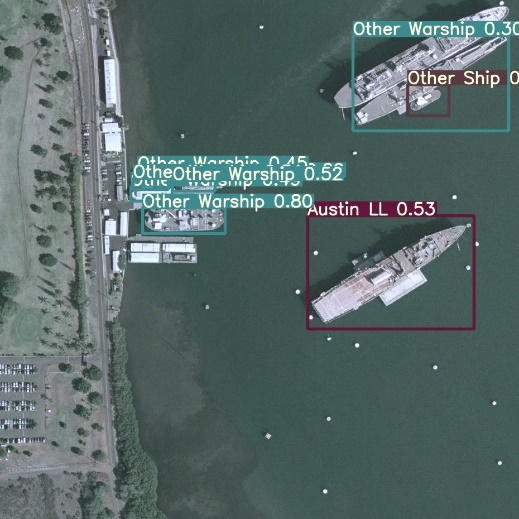 Other Warship 0.30
Other Ship 0
Other Warship 0.45
Othe
Other Warship 0.52
Other Warship 0.80
Austin LL 0.53